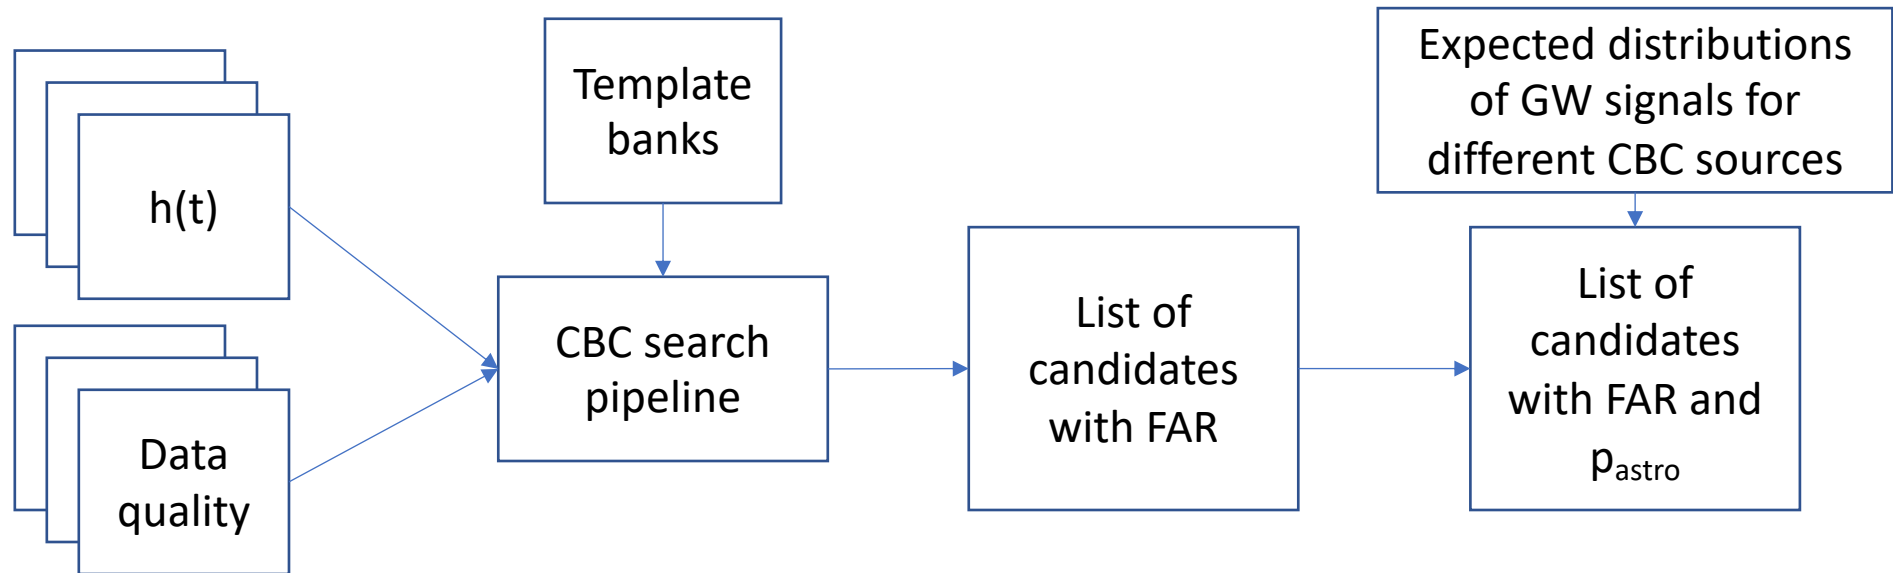 h(t)
Data
quality
Template
banks
CBC search
pipeline
List of
candidates
with FAR
Expected distributions
of GW signals for
different CBC sources
List of
candidates
with FAR and
pastro